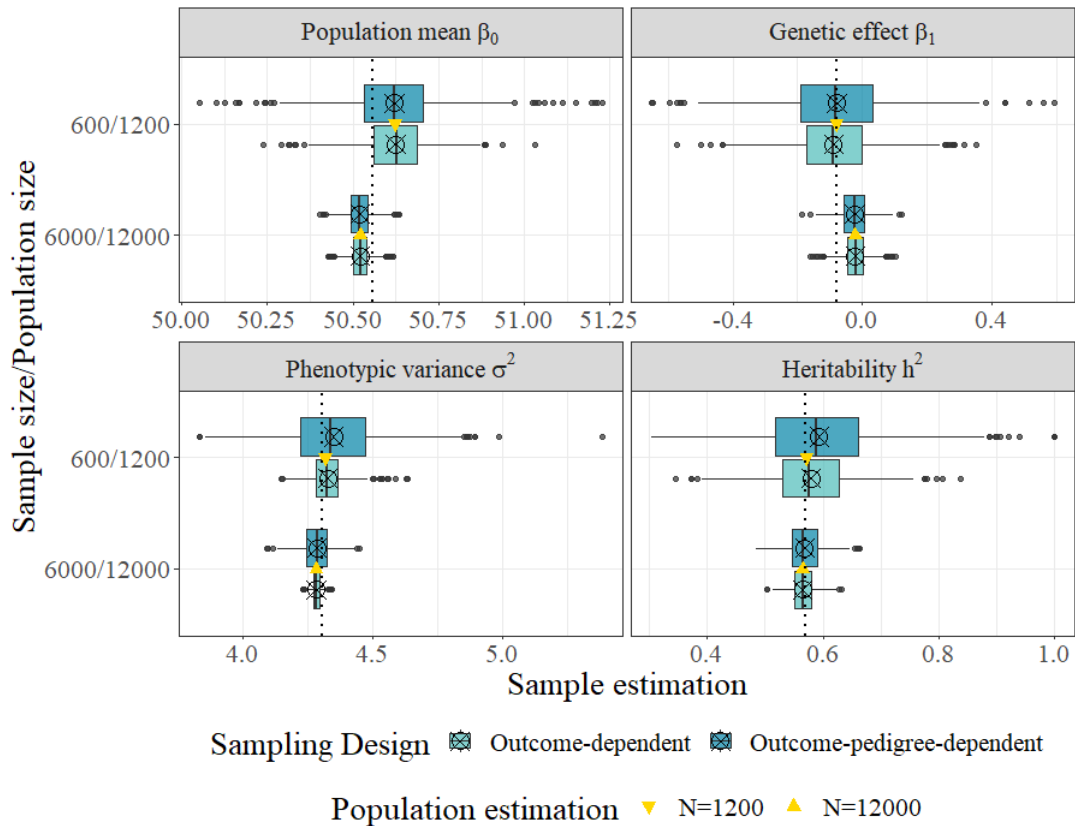 Population mean β₀
Genetic effect β₁
600/1200
6000/12000
50.00 50.25 50.50 50.75 51.00 51.25
-0.4 0.0 0.4
Phenotypic variance σ²
Heritability h²
600/1200
6000/12000
4.0 4.5 5.0
0.4 0.6 0.8 1.0
Sample size/Population size
Sample estimation
Sampling Design Outcome-dependent Outcome-pedigree-dependent
Population estimation N=1200 N=12000